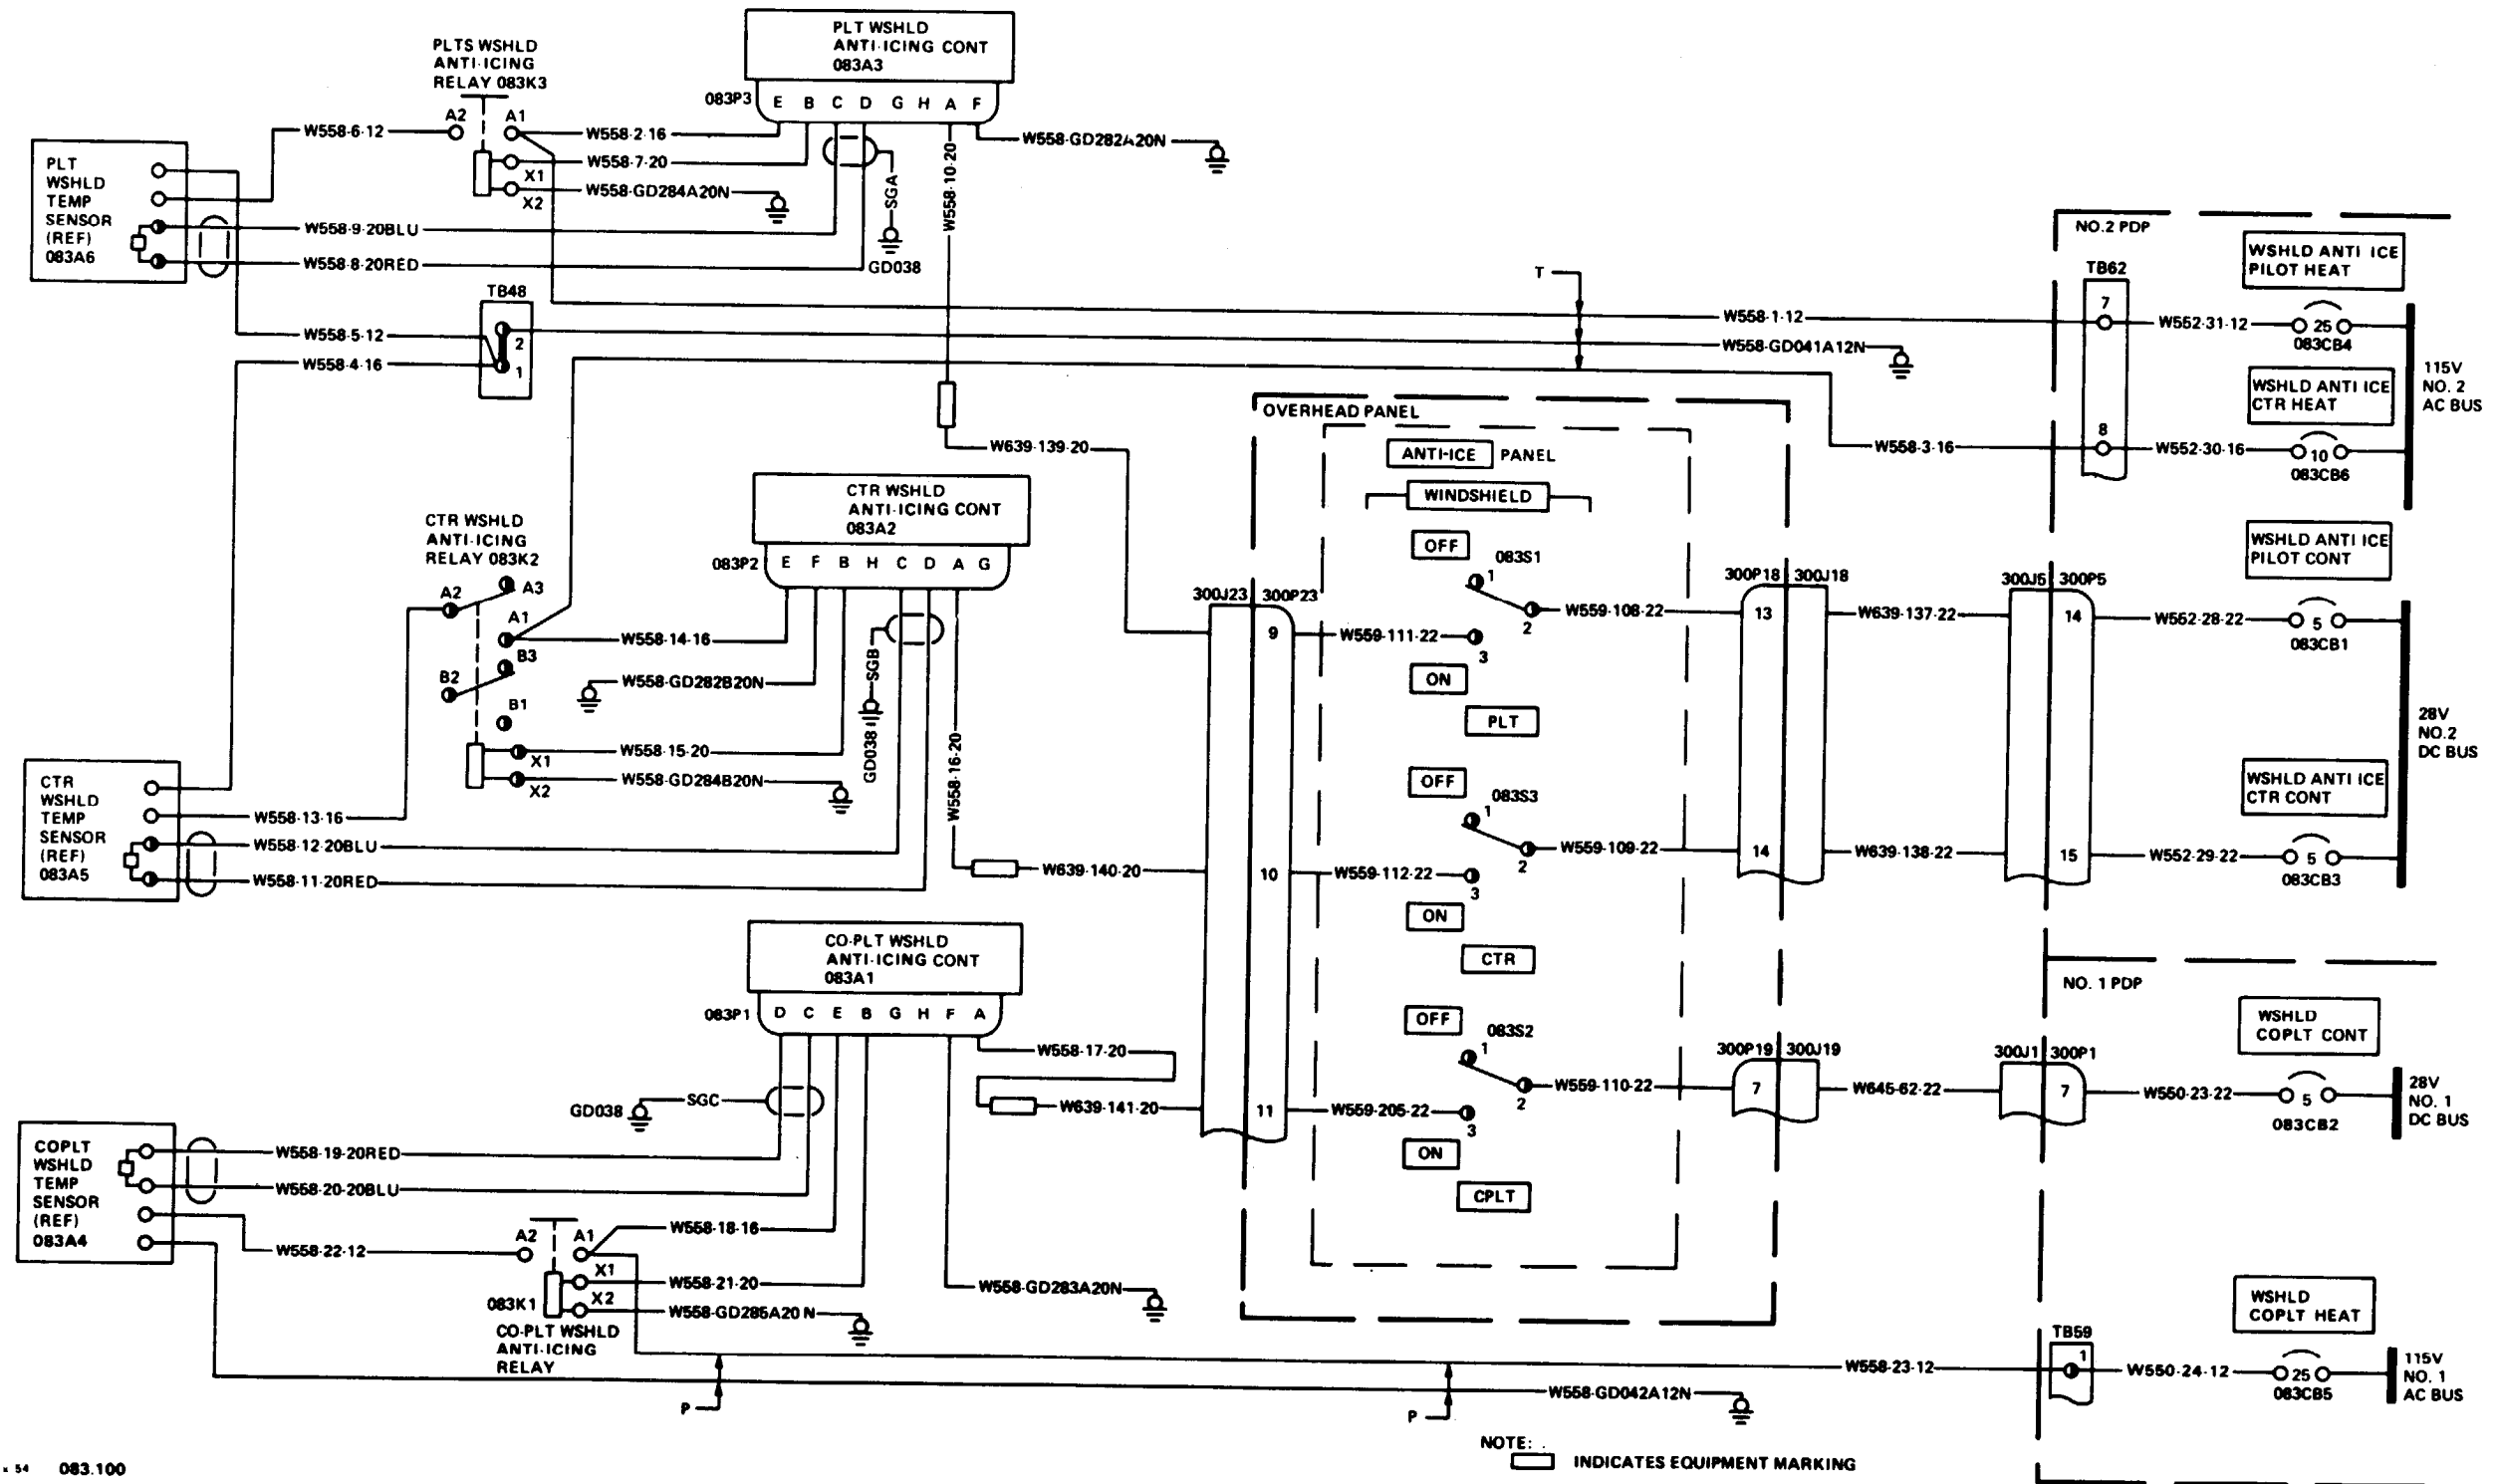 PLT WSHLD
ANTI-ICING CONT
083A3
083P3
E B C D G H A F
PLTS WSHLD
ANTI-ICING
RELAY 083K3
A2
A1
X1
X2
W558-6-12
W558-2-16
W558-7-20
W558-GD284A20N
W558-GD282A20N
SGA
GD038
W558-10-20
PLT
WSHLD
TEMP
SENSOR
(REF)
083A6
W558-9-20BLU
W558-8-20RED
TB48
2
1
W558-5-12
W558-4-16
T
W558-1-12
W558-GD041A12N
W558-3-16
NO.2 PDP
TB62
7
8
W552-31-12
W552-30-16
WSHLD ANTI ICE
PILOT HEAT
25
083CB4
WSHLD ANTI ICE
CTR HEAT
10
083CB6
115V
NO. 2
AC BUS
W639-139-20
OVERHEAD PANEL
ANTI-ICE PANEL
WINDSHIELD
CTR WSHLD
ANTI-ICING CONT
083A2
083P2
E F B H C D A G
CTR WSHLD
ANTI-ICING
RELAY 083K2
A2
A3
A1
B3
B2
B1
X1
X2
W558-14-16
W558-GD282B20N
W558-15-20
W558-GD284B20N
SGB
GD038
W558-16-20
W639-140-20
CTR
WSHLD
TEMP
SENSOR
(REF)
083A5
W558-13-16
W558-12-20BLU
W558-11-20RED
300J23
300P23
9
10
11
OFF
083S1
1
2
3
W559-108-22
W559-111-22
ON
PLT
OFF
083S3
1
2
3
W559-109-22
W559-112-22
ON
CTR
OFF
083S2
1
2
3
W559-110-22
W559-205-22
ON
CPLT
300P18
300J18
13
14
W639-137-22
W639-138-22
300J5
300P5
14
15
W552-28-22
W552-29-22
WSHLD ANTI ICE
PILOT CONT
5
083CB1
WSHLD ANTI ICE
CTR CONT
5
083CB3
28V
NO.2
DC BUS
NO. 1 PDP
300P19
300J19
7
W645-62-22
300J1
300P1
7
W550-23-22
WSHLD
COPLT CONT
5
083CB2
28V
NO. 1
DC BUS
CO-PLT WSHLD
ANTI-ICING CONT
083A1
083P1
D C E B G H F A
W558-17-20
W639-141-20
GD038
SGC
COPLT
WSHLD
TEMP
SENSOR
(REF)
083A4
W558-19-20RED
W558-20-20BLU
W558-22-12
A2
A1
X1
X2
W558-18-16
W558-21-20
W558-GD285A20N
W558-GD283A20N
083K1
CO-PLT WSHLD
ANTI-ICING
RELAY
P
P
W558-23-12
W558-GD042A12N
TB59
1
W550-24-12
WSHLD
COPLT HEAT
25
083CB5
115V
NO. 1
AC BUS
NOTE:
INDICATES EQUIPMENT MARKING
54 083.100